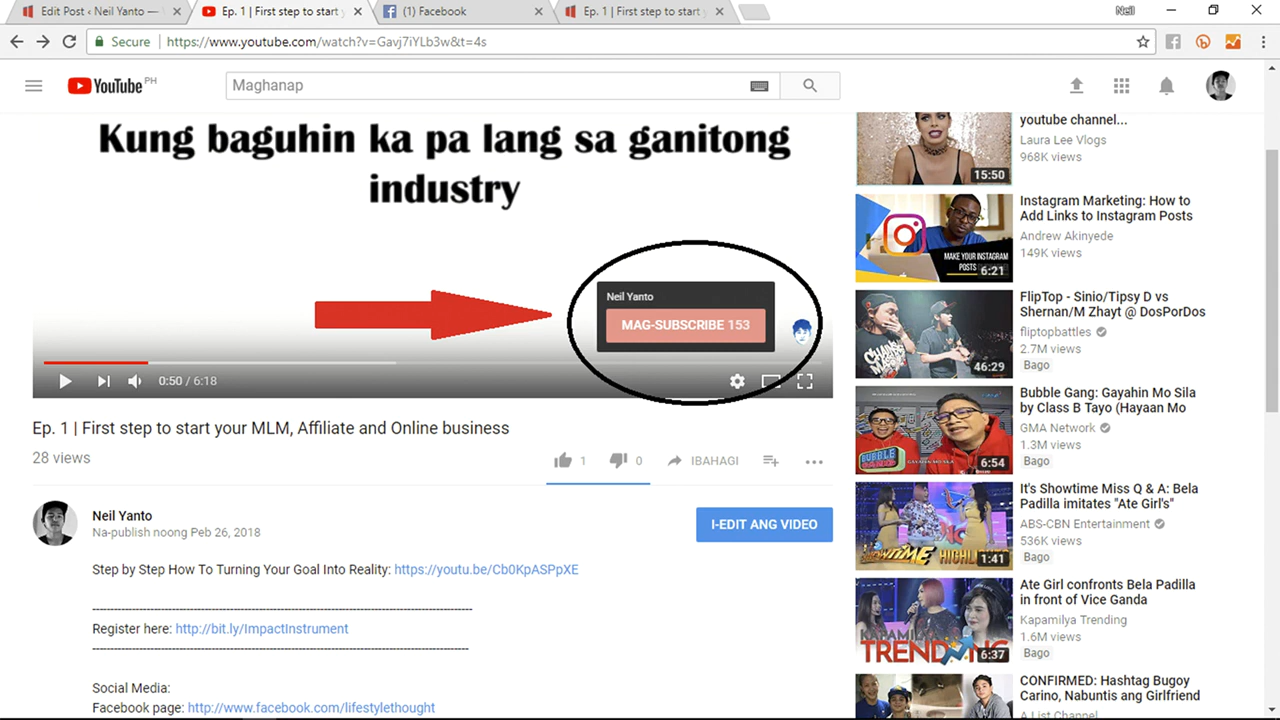 Edit Post ‹ Neil Yanto —
Ep. 1 | First step to start
(1) Facebook
Ep. 1 | First step to start
Neil
Secure
https://www.youtube.com/watch?v=Gavj7iYLb3w&t=4s
YouTube PH
Maghanap
Kung baguhin ka pa lang sa ganitong
industry
Neil Yanto
MAG-SUBSCRIBE 153
0:50 / 6:18
Ep. 1 | First step to start your MLM, Affiliate and Online business
28 views
1
0
IBAHAGI
Neil Yanto
Na-publish noong Peb 26, 2018
I-EDIT ANG VIDEO
Step by Step How To Turning Your Goal Into Reality: https://youtu.be/Cb0KpASPpXE
Register here: http://bit.ly/ImpactInstrument
Social Media:
Facebook page: http://www.facebook.com/lifestylethought
15:50
youtube channel...
Laura Lee Vlogs
968K views
MAKE YOUR INSTAGRAM
POSTS
6:21
Instagram Marketing: How to
Add Links to Instagram Posts
Andrew Akinyede
149K views
46:29
FlipTop - Sinio/Tipsy D vs
Shernan/M Zhayt @ DosPorDos
fliptopbattles
2.7M views
Bago
BUBBLE
GANG
6:54
Bubble Gang: Gayahin Mo Sila
by Class B Tayo (Hayaan Mo
GMA Network
1.3M views
Bago
SHOWTIME HIGHLIGHTS
1:41
It's Showtime Miss Q & A: Bela
Padilla imitates "Ate Girl's"
ABS-CBN Entertainment
536K views
Bago
KAPAMILYA
TRENDING
6:37
Ate Girl confronts Bela Padilla
in front of Vice Ganda
Kapamilya Trending
1.6M views
Bago
CONFIRMED: Hashtag Bugoy
Carino, Nabuntis ang Girlfriend
A List Channel